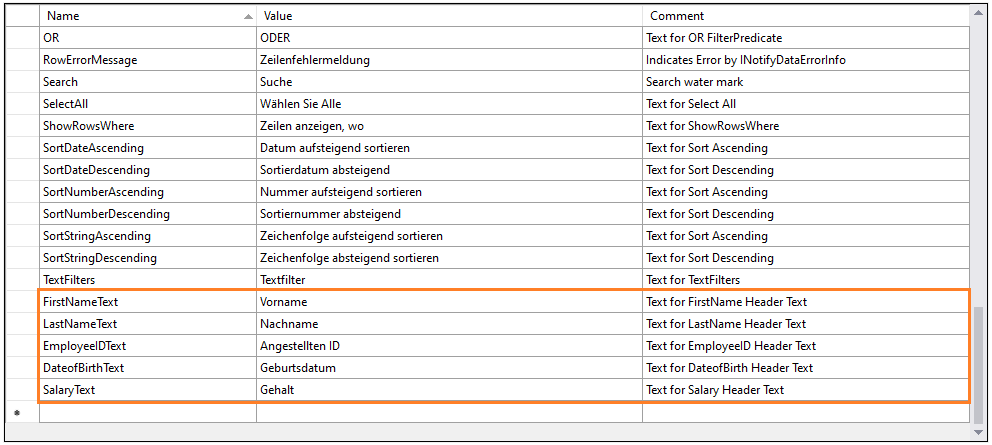 Name Value Comment
OR ODER Text for OR FilterPredicate
RowErrorMessage Zeilenfehlermeldung Indicates Error by INotifyDataErrorInfo
Search Suche Search water mark
SelectAll Wählen Sie Alle Text for Select All
ShowRowsWhere Zeilen anzeigen, wo Text for ShowRowsWhere
SortDateAscending Datum aufsteigend sortieren Text for Sort Ascending
SortDateDescending Sortierdatum absteigend Text for Sort Descending
SortNumberAscending Nummer aufsteigend sortieren Text for Sort Ascending
SortNumberDescending Sortiernummer absteigend Text for Sort Descending
SortStringAscending Zeichenfolge aufsteigend sortieren Text for Sort Ascending
SortStringDescending Zeichenfolge absteigend sortieren Text for Sort Descending
TextFilters Textfilter Text for TextFilters
FirstNameText Vorname Text for FirstName Header Text
LastNameText Nachname Text for LastName Header Text
EmployeeIDText Angestellten ID Text for EmployeeID Header Text
DateofBirthText Geburtsdatum Text for DateofBirth Header Text
SalaryText Gehalt Text for Salary Header Text